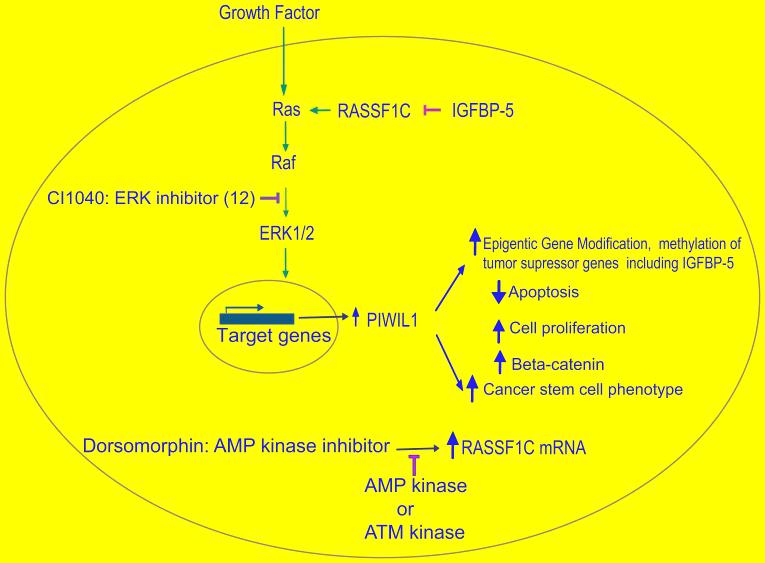 Growth Factor
Ras
RASSF1C
IGFBP-5
Raf
CI1040: ERK inhibitor (12)
ERK1/2
Epigentic Gene Modification, methylation of
tumor supressor genes including IGFBP-5
Apoptosis
Target genes
PIWIL1
Cell proliferation
Beta-catenin
Cancer stem cell phenotype
Dorsomorphin: AMP kinase inhibitor
RASSF1C mRNA
AMP kinase
or
ATM kinase